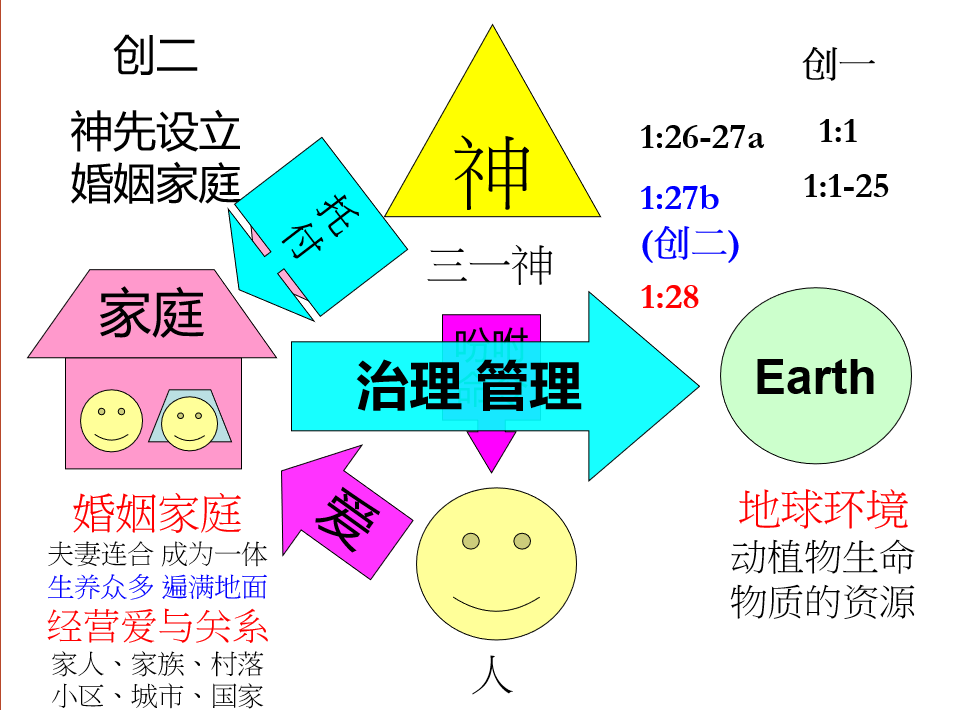 创二
神先设立
婚姻家庭
托
付
神
三一神
创一
1:26-27a
1:1
1:27b
1:1-25
(创二)
1:28
家庭
吩咐
治理 管理
Earth
爱
婚姻家庭
夫妻连合 成为一体
生养众多 遍满地面
经营爱与关系
家人、家族、村落
小区、城市、国家
人
地球环境
动植物生命
物质的资源